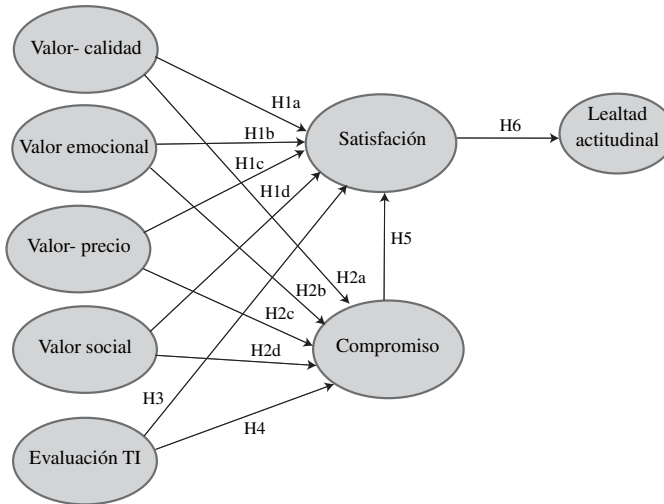 Valor- calidad
Valor emocional
Valor- precio
Valor social
Evaluación TI
H1a
H1b
H1c
H1d
H2a
H2b
H2c
H2d
H3
H4
Satisfación
H5
Compromiso
H6
Lealtad
actitudinal